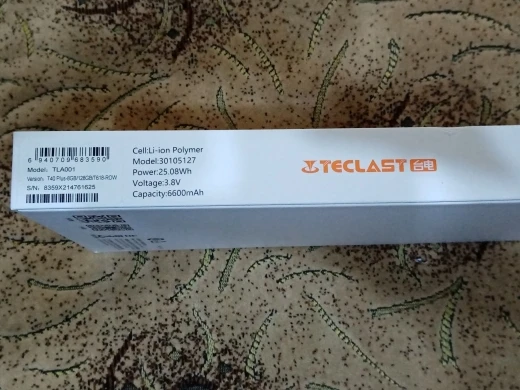 6 940709 683590
Model: TLA001
Version: T40 Plus-6GB/128GB/T618-ROW
S/N: 8359X214761625
Cell:Li-ion Polymer
Model:30105127
Power:25.08Wh
Voltage:3.8V
Capacity:6600mAh
TECLAST 台电